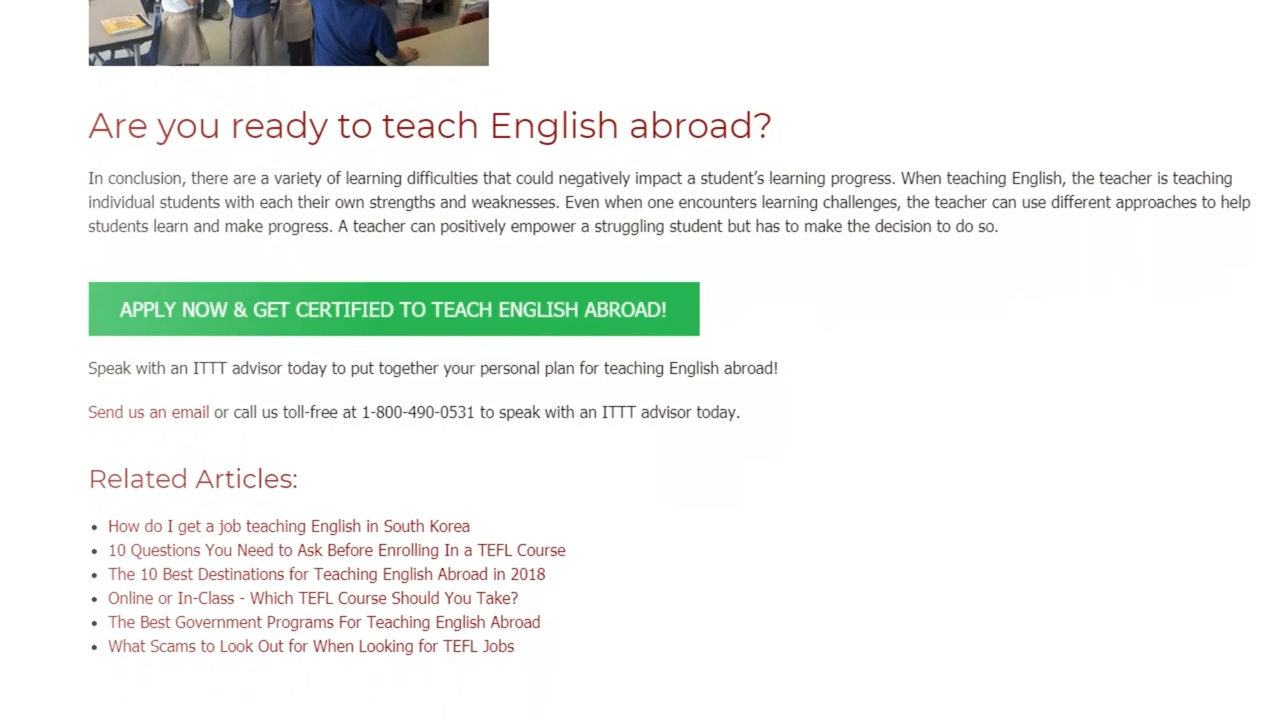 Are you ready to teach English abroad?
In conclusion, there are a variety of learning difficulties that could negatively impact a student’s learning progress. When teaching English, the teacher is teaching
individual students with each their own strengths and weaknesses. Even when one encounters learning challenges, the teacher can use different approaches to help
students learn and make progress. A teacher can positively empower a struggling student but has to make the decision to do so.
APPLY NOW & GET CERTIFIED TO TEACH ENGLISH ABROAD!
Speak with an ITTT advisor today to put together your personal plan for teaching English abroad!
Send us an email or call us toll-free at 1-800-490-0531 to speak with an ITTT advisor today.
Related Articles:
• How do I get a job teaching English in South Korea
• 10 Questions You Need to Ask Before Enrolling In a TEFL Course
• The 10 Best Destinations for Teaching English Abroad in 2018
• Online or In-Class - Which TEFL Course Should You Take?
• The Best Government Programs For Teaching English Abroad
• What Scams to Look Out for When Looking for TEFL Jobs